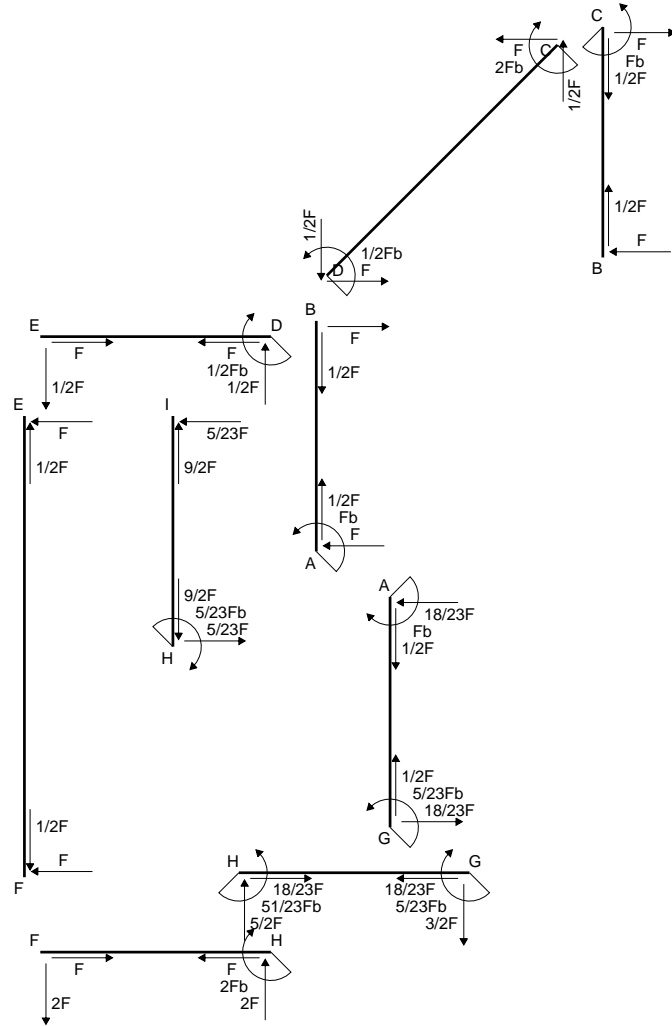 C
F
Fb
1/2F
F
C
2Fb
1/2F
1/2F
F
B
1/2F
1/2Fb
D
F
E
D
F
F
1/2Fb
1/2F
1/2F
B
F
1/2F
E
F
1/2F
I
5/23F
9/2F
1/2F
Fb
F
A
9/2F
5/23Fb
5/23F
H
A
18/23F
Fb
1/2F
1/2F
5/23Fb
18/23F
G
1/2F
F
F
H
G
18/23F
18/23F
51/23Fb
5/23Fb
5/2F
3/2F
F
H
F
F
2Fb
2F
2F